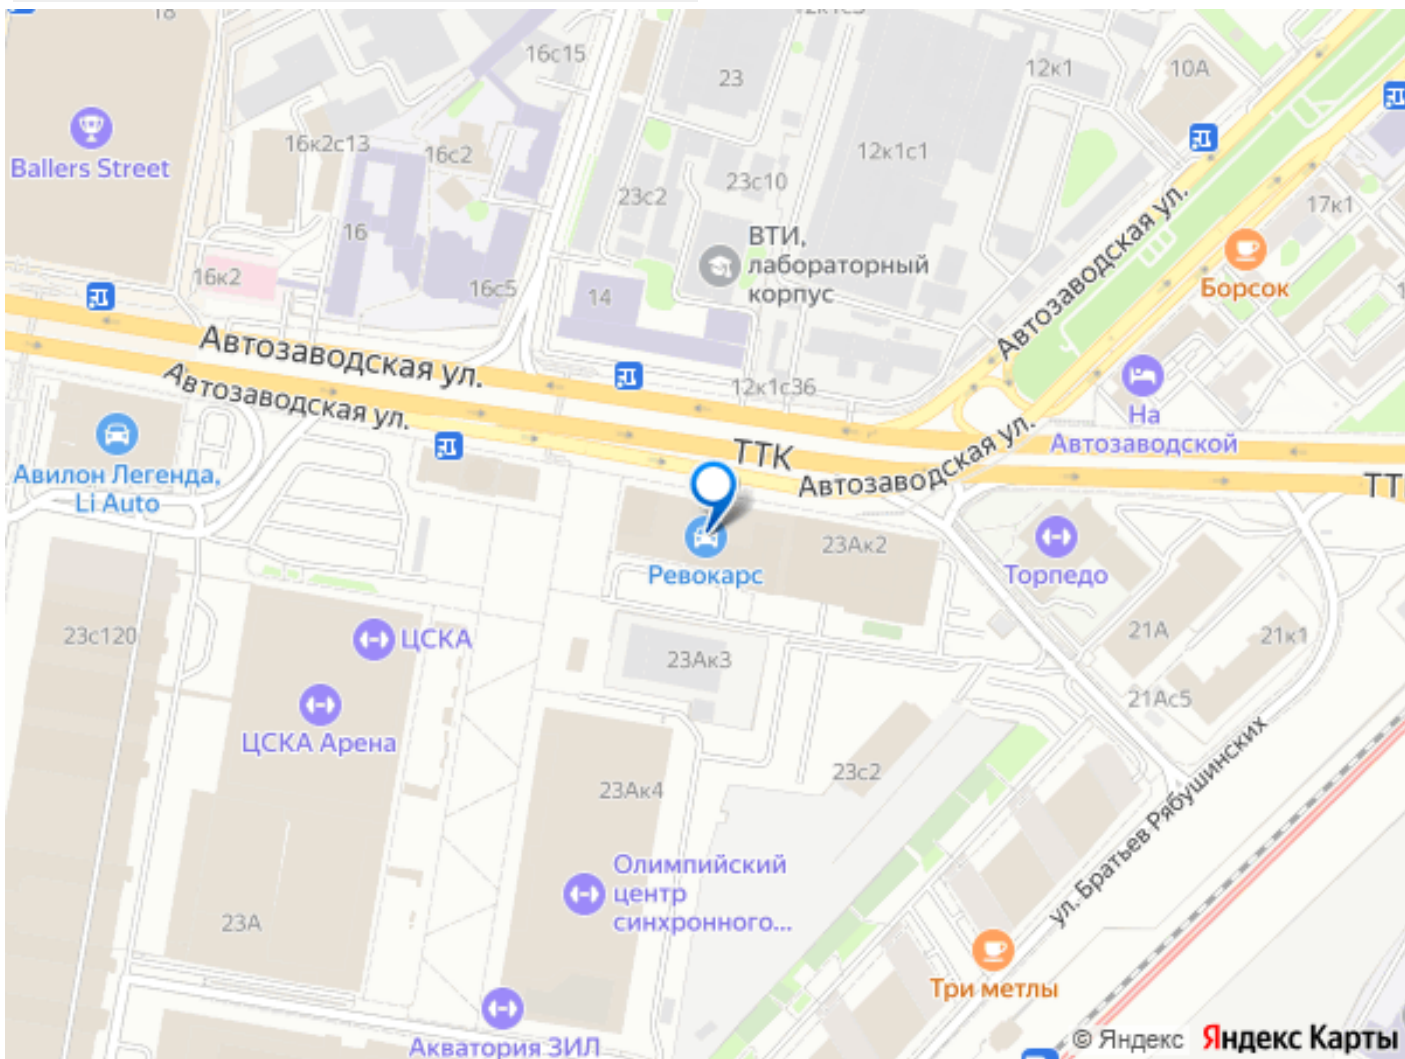 18
16с15
23
12к1
10А
Ballers Street
16к2с13
16с2
12к1с1
23с10
23с2
17к1
16
ВТИ,
лабораторный
корпус
16к2
16с5
14
Автозаводская ул.
Борсок
Автозаводская ул.
Автозаводская ул.
12к1с36
На
Автозаводской
Авилон Легенда,
Li Auto
ТТК
Автозаводская ул.
ТТ
23Ак2
Ревокарс
Торпедо
23с120
ЦСКА
21А
21к1
23Ак3
21Ас5
ЦСКА Арена
23с2
23Ак4
ул. Братьев Рябушинских
Олимпийский
центр
синхронного...
23А
Три метлы
Акватория ЗИЛ
© Яндекс Яндекс Карты